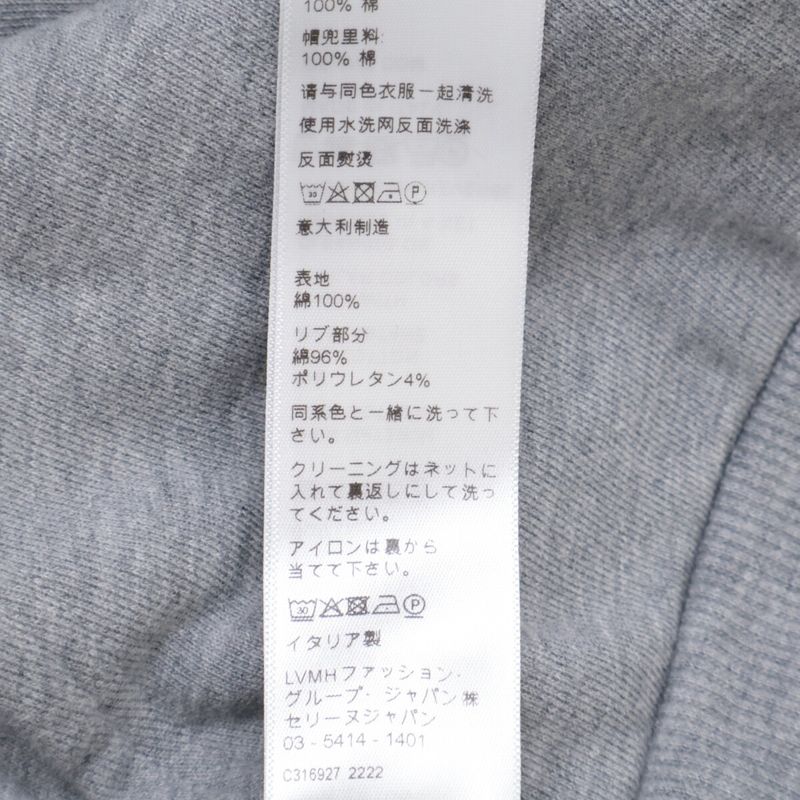 100% 棉
帽兜里料:
100% 棉
请与同色衣服一起清洗
使用水洗网反面洗涤
反面熨烫
30 P
意大利制造
表地
綿100%
リブ部分
綿96%
ポリウレタン4%
同系色と一緒に洗って下
さい。
クリーニングはネットに
入れて裏返しにして洗っ
てください。
アイロンは裏から
当てて下さい。
30 P
イタリア製
LVMHファッション・
グループ・ジャパン㈱
セリーヌジャパン
03-5414-1401
C316927 2222